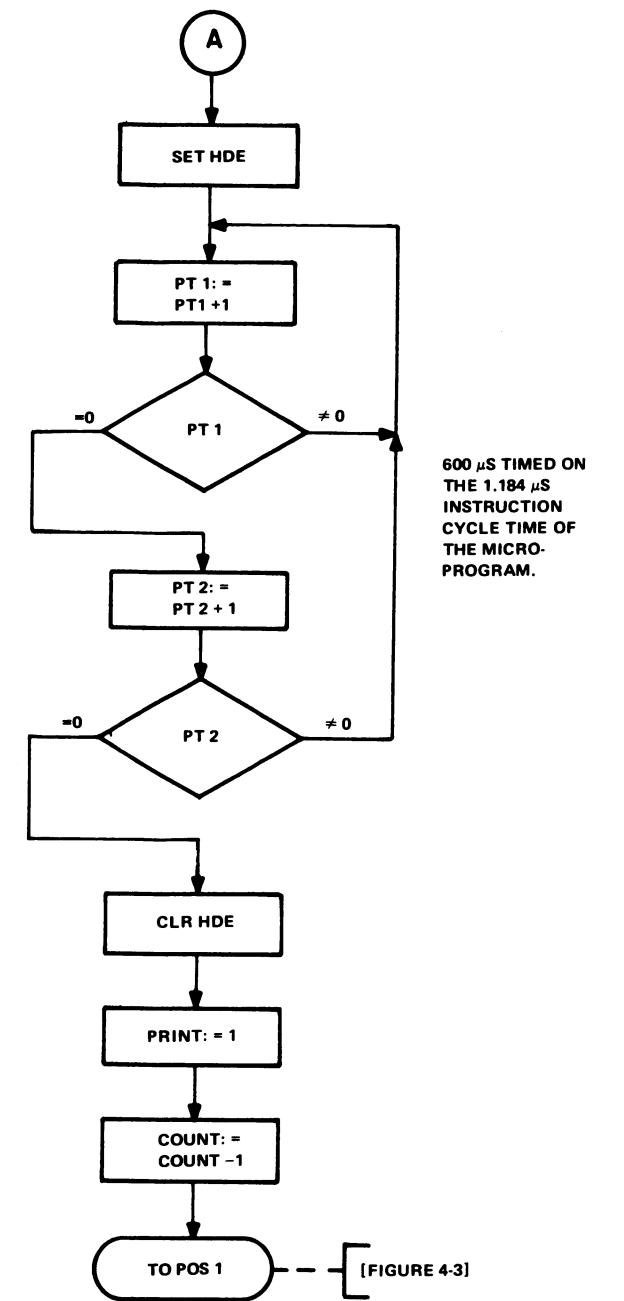 A
SET HDE
PT 1: =
PT1 +1
=0
PT 1
≠ 0
600 µS TIMED ON
THE 1.184 µS
INSTRUCTION
CYCLE TIME OF
THE MICRO-
PROGRAM.
PT 2: =
PT 2 + 1
=0
PT 2
≠ 0
CLR HDE
PRINT: = 1
COUNT: =
COUNT –1
TO POS 1
[FIGURE 4-3]